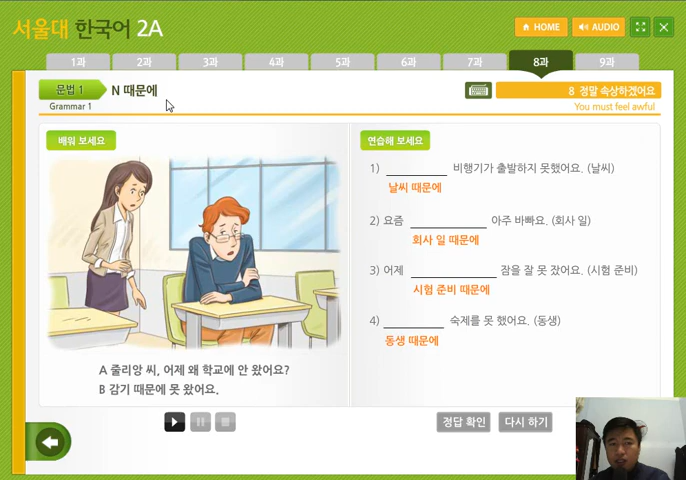 서울대 한국어 2A
HOME
AUDIO
1과 2과 3과 4과 5과 6과 7과 8과 9과
문법 1
Grammar 1
N 때문에
8 정말 속상하겠어요
You must feel awful
배워 보세요
A 줄리앙 씨, 어제 왜 학교에 안 왔어요?
B 감기 때문에 못 왔어요.
연습해 보세요
1) ________ 비행기가 출발하지 못했어요. (날씨)
날씨 때문에
2) 요즘 ________ 아주 바빠요. (회사 일)
회사 일 때문에
3) 어제 ________ 잠을 잘 못 잤어요. (시험 준비)
시험 준비 때문에
4) ________ 숙제를 못 했어요. (동생)
동생 때문에
정답 확인
다시 하기